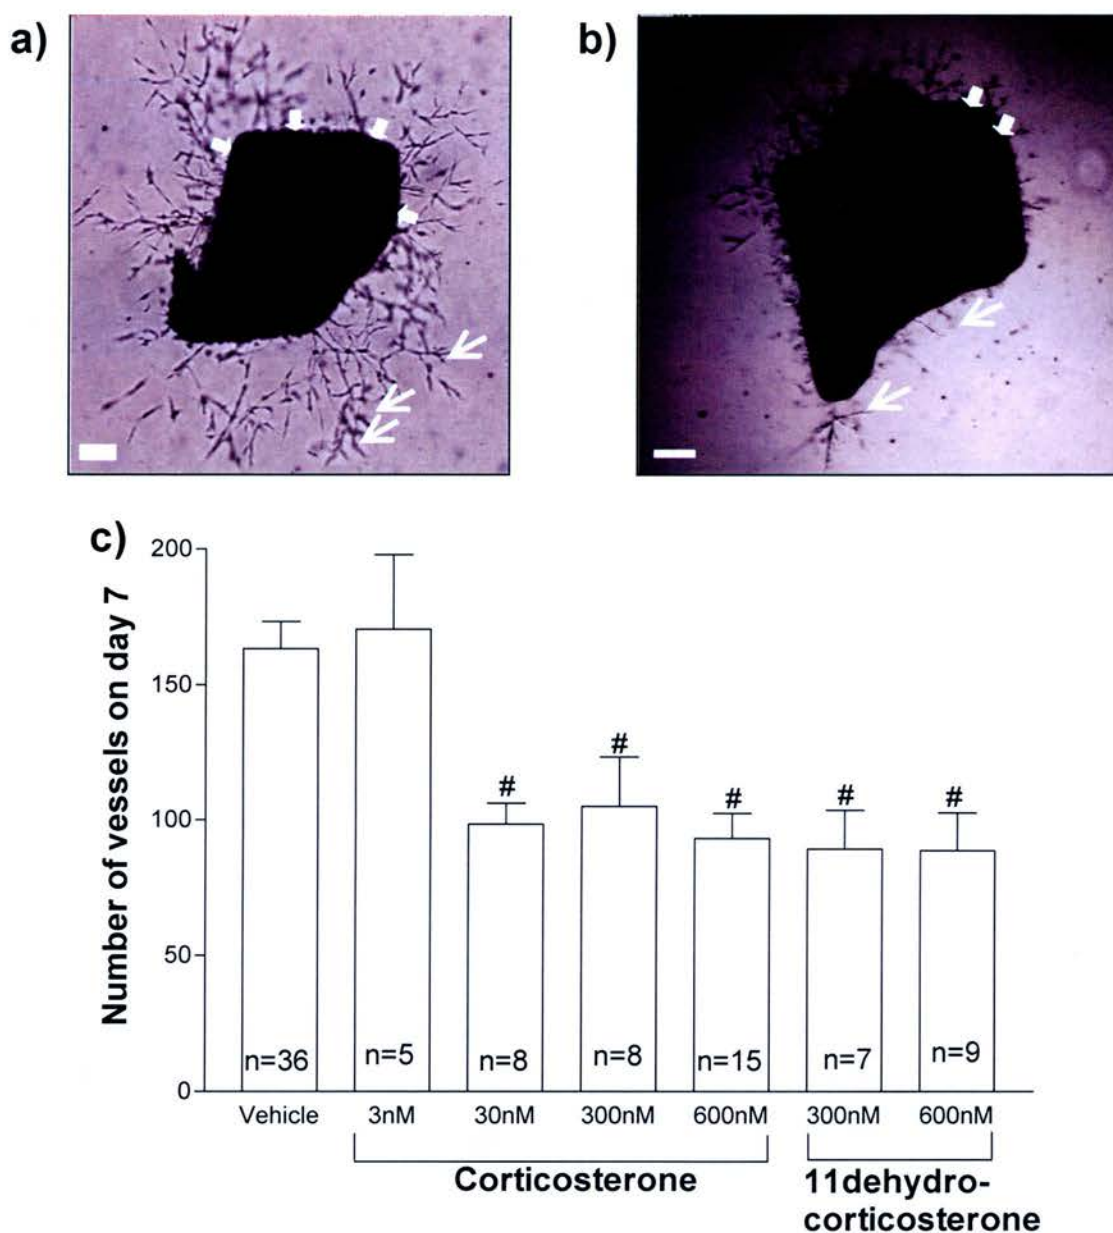 a)
b)
c)
Number of vessels on day 7
200
150
100
50
0
#
#
#
#
#
n=36
n=5
n=8
n=8
n=15
n=7
n=9
Vehicle
3nM
30nM
300nM
600nM
300nM
600nM
Corticosterone
11dehydro-
corticosterone